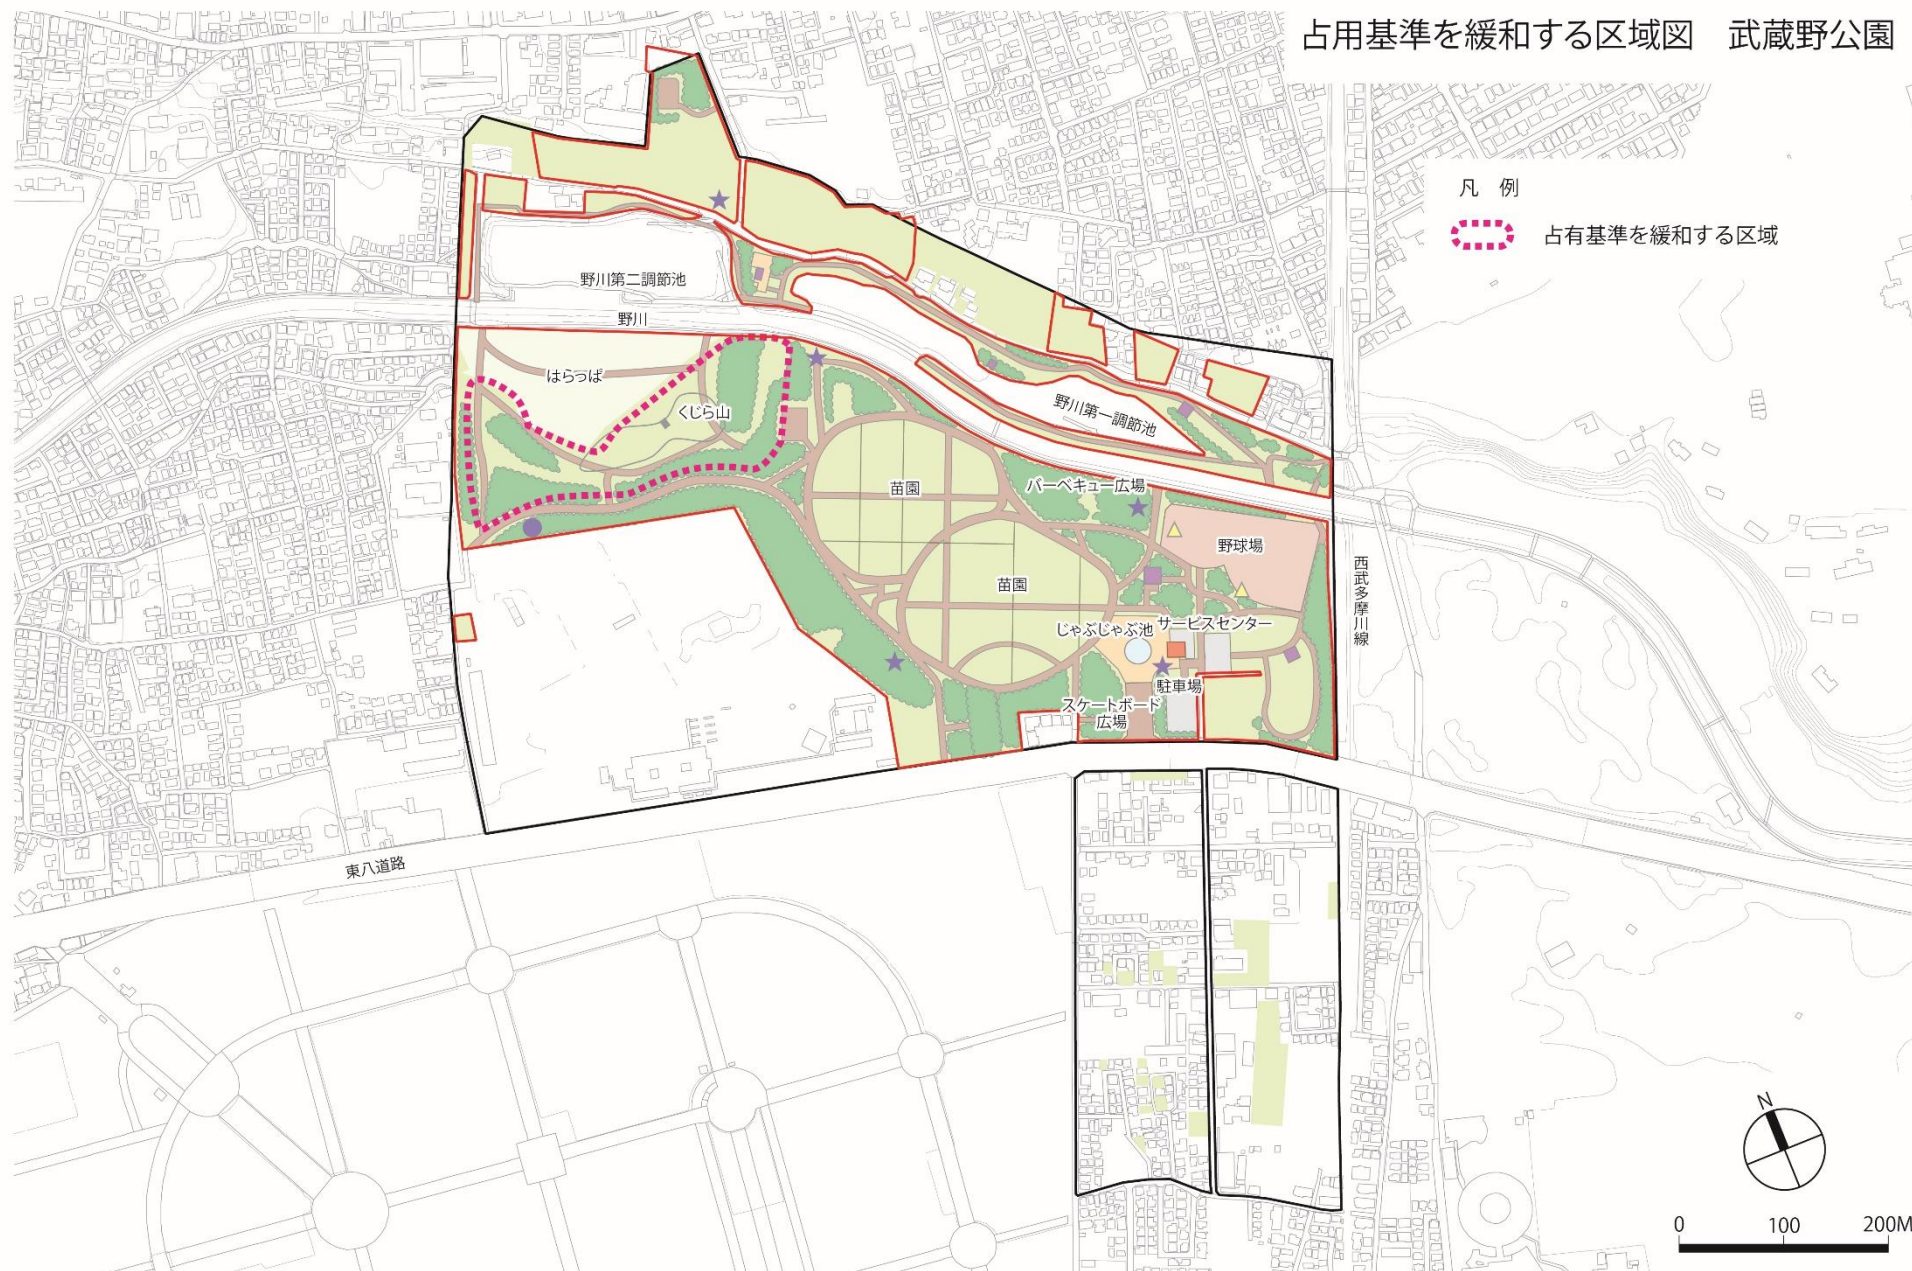 占用基準を緩和する区域図　武蔵野公園
凡　例
占有基準を緩和する区域
野川第二調節池
野川
はらっぱ
くじら山
野川第一調節池
苗園
バーベキュー広場
野球場
苗園
西武多摩川線
じゃぶじゃぶ池
サービスセンター
駐車場
スケートボード
広場
東八道路
N
0 100 200M